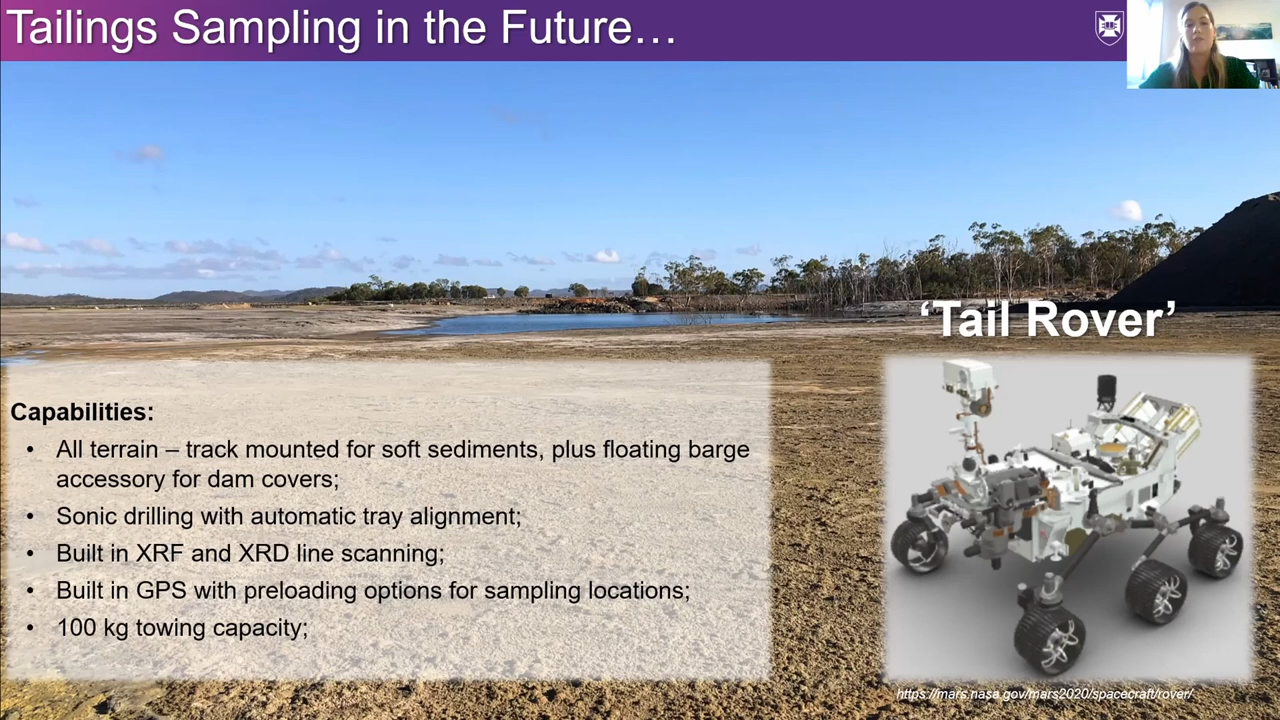 Tailings Sampling in the Future…
‘Tail Rover’
Capabilities:
• All terrain – track mounted for soft sediments, plus floating barge
accessory for dam covers;
• Sonic drilling with automatic tray alignment;
• Built in XRF and XRD line scanning;
• Built in GPS with preloading options for sampling locations;
• 100 kg towing capacity;
https://mars.nasa.gov/mars2020/spacecraft/rover/